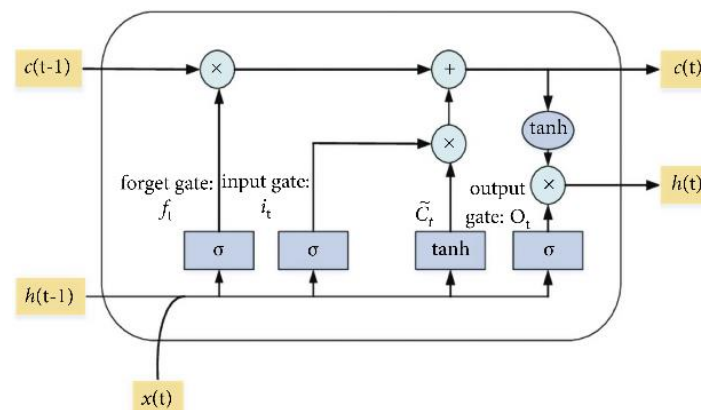 c(t-1)
×
+
c(t)
tanh
×
forget gate:
f_t
input gate:
i_t
C̃_t
output
gate: O_t
×
h(t)
σ
σ
tanh
σ
h(t-1)
x(t)